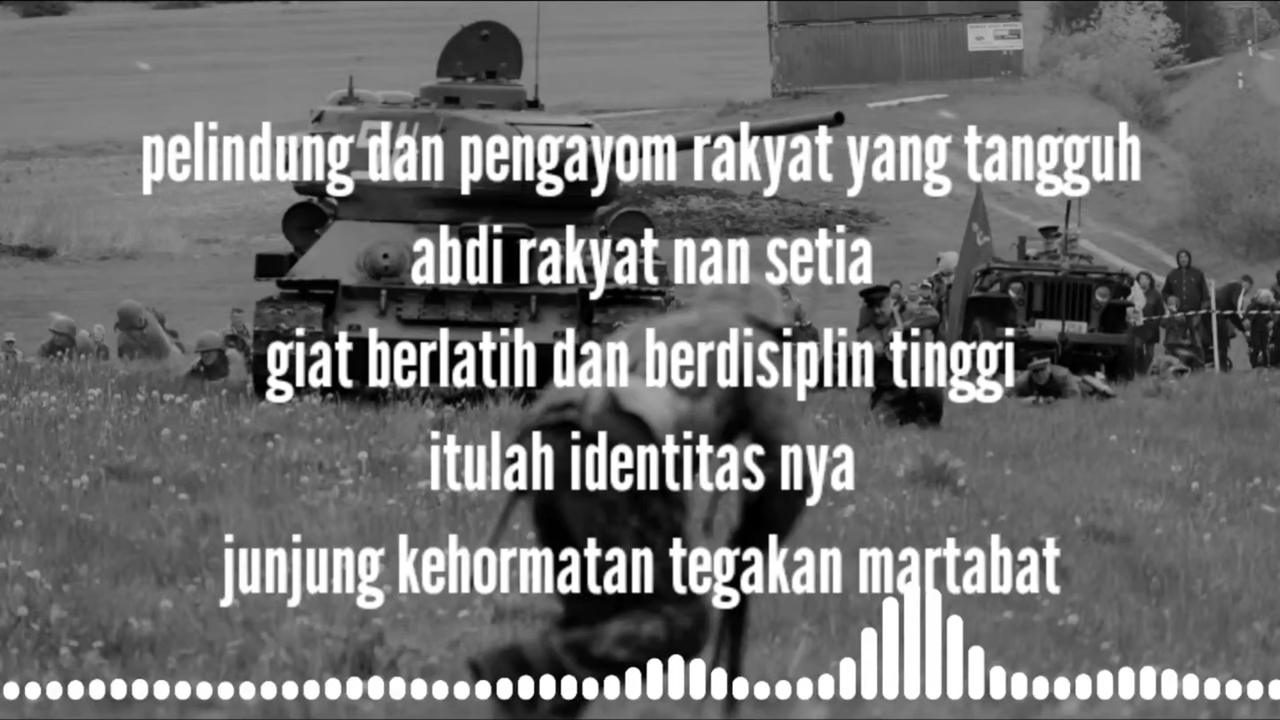 pelindung dan pengayom rakyat yang tangguh
abdi rakyat nan setia
giat berlatih dan berdisiplin tinggi
itulah identitas nya
junjung kehormatan tegakan martabat